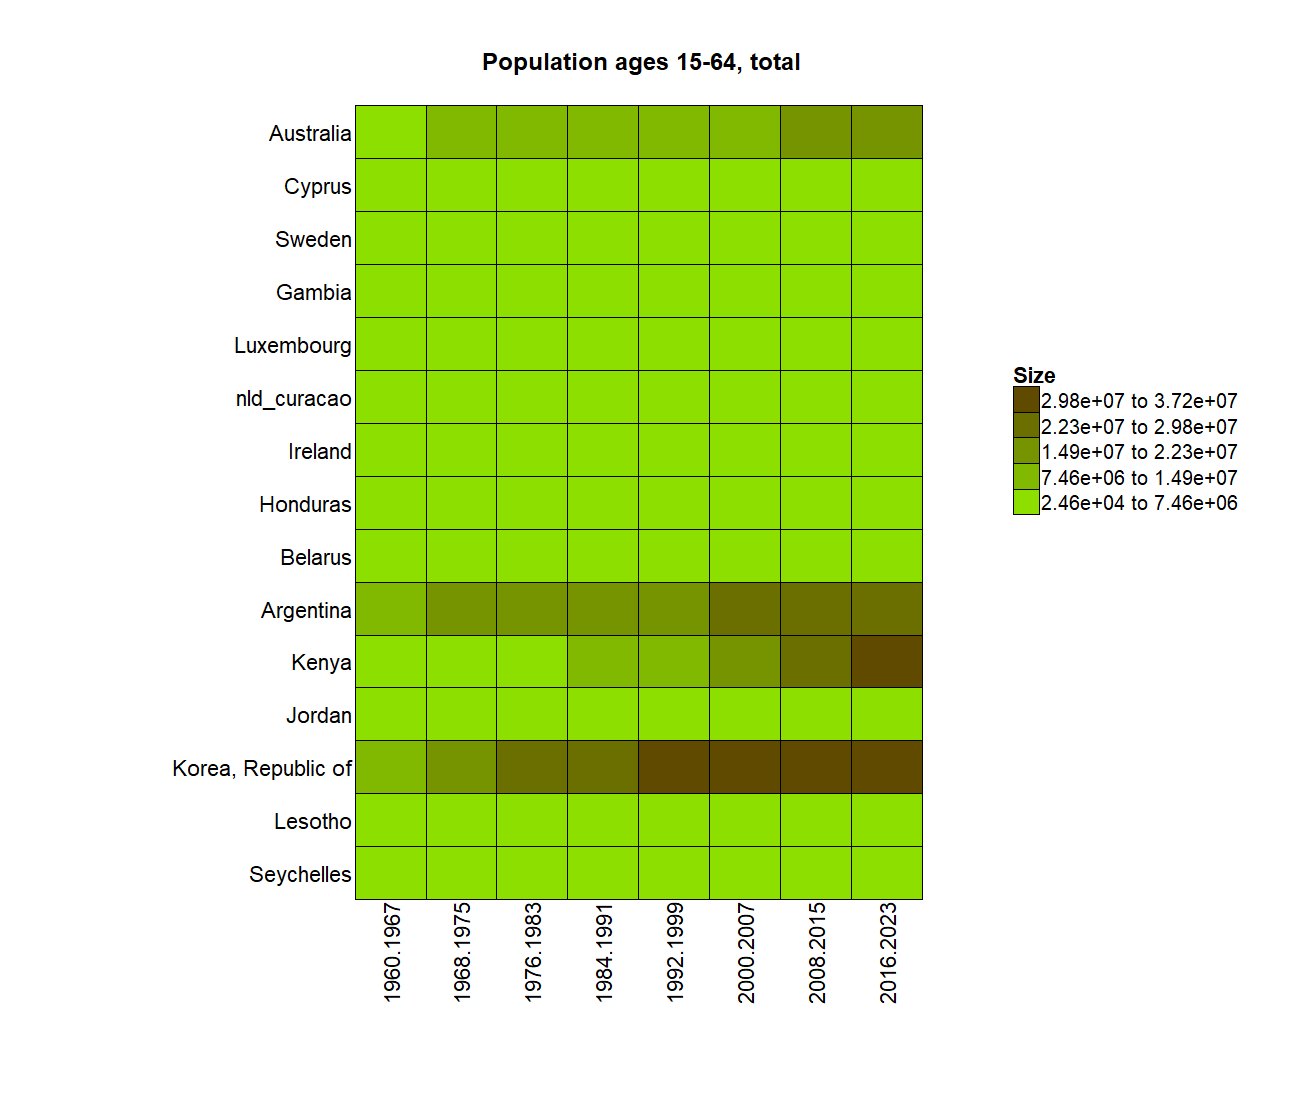 Population ages 15-64, total
Australia
Cyprus
Sweden
Gambia
Luxembourg
nld_curacao
Ireland
Honduras
Belarus
Argentina
Kenya
Jordan
Korea, Republic of
Lesotho
Seychelles
1960.1967
1968.1975
1976.1983
1984.1991
1992.1999
2000.2007
2008.2015
2016.2023
Size
2.98e+07 to 3.72e+07
2.23e+07 to 2.98e+07
1.49e+07 to 2.23e+07
7.46e+06 to 1.49e+07
2.46e+04 to 7.46e+06